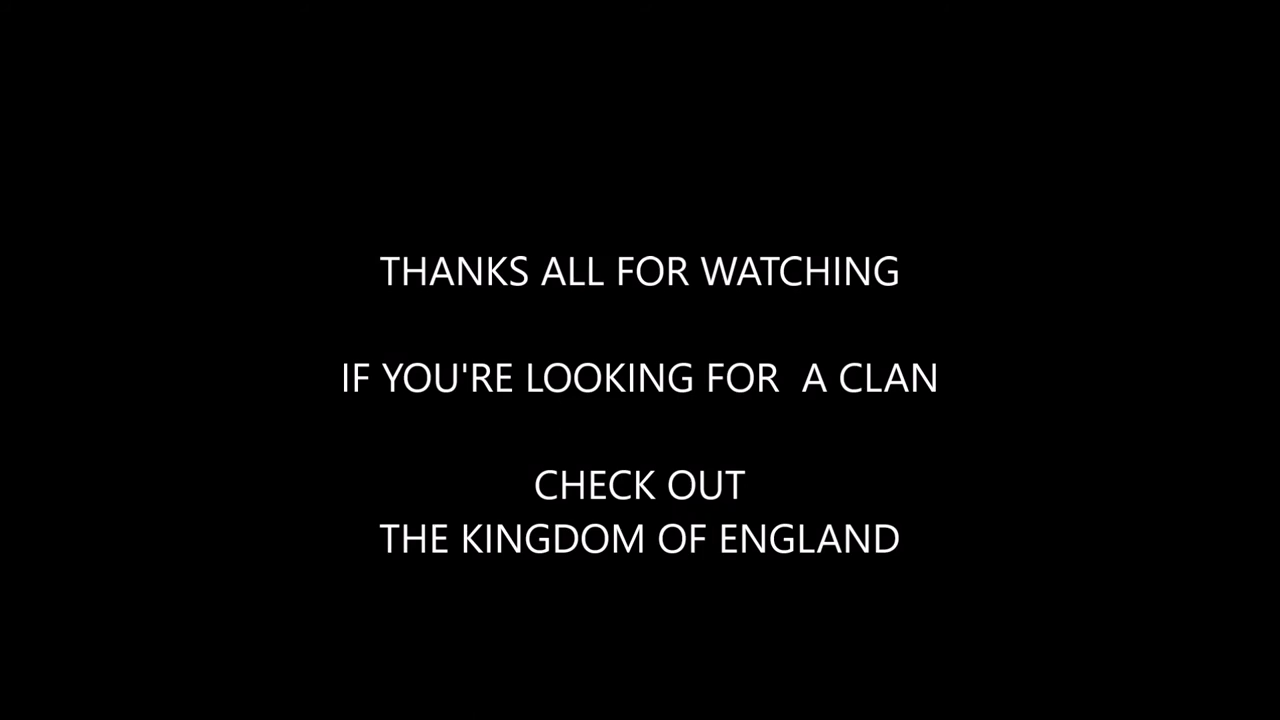 THANKS ALL FOR WATCHING
IF YOU'RE LOOKING FOR  A CLAN
CHECK OUT
THE KINGDOM OF ENGLAND